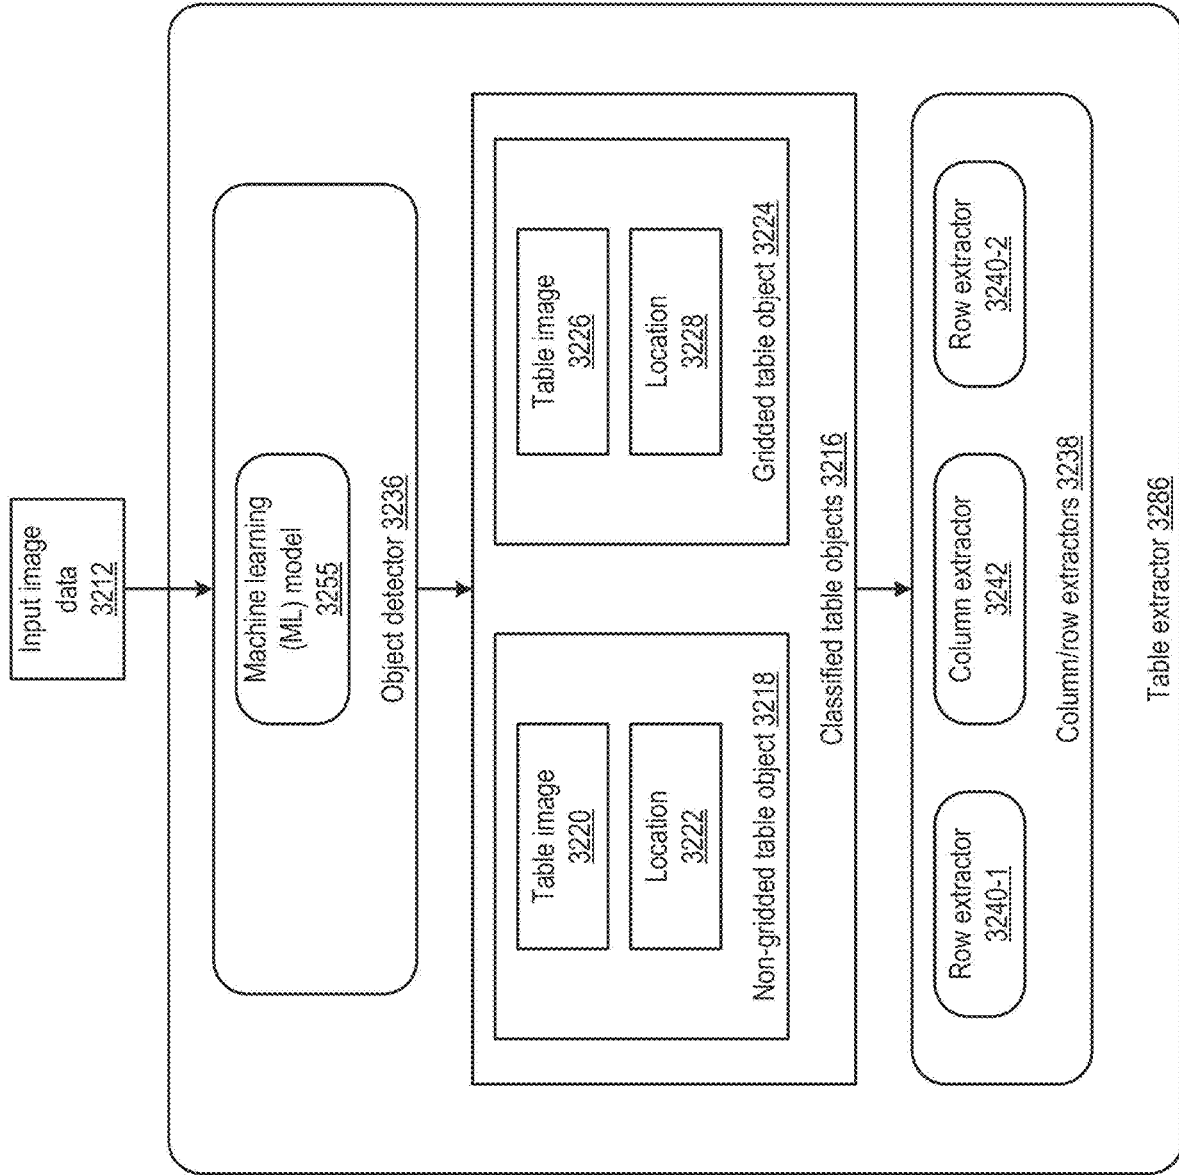 Input image
data
3212
Machine learning
(ML) model
3255
Object detector 3236
Table image
3220
Location
3222
Non-gridded table object 3218
Table image
3226
Location
3228
Gridded table object 3224
Classified table objects 3216
Row extractor
3240-1
Column extractor
3242
Row extractor
3240-2
Column/row extractors 3238
Table extractor 3286